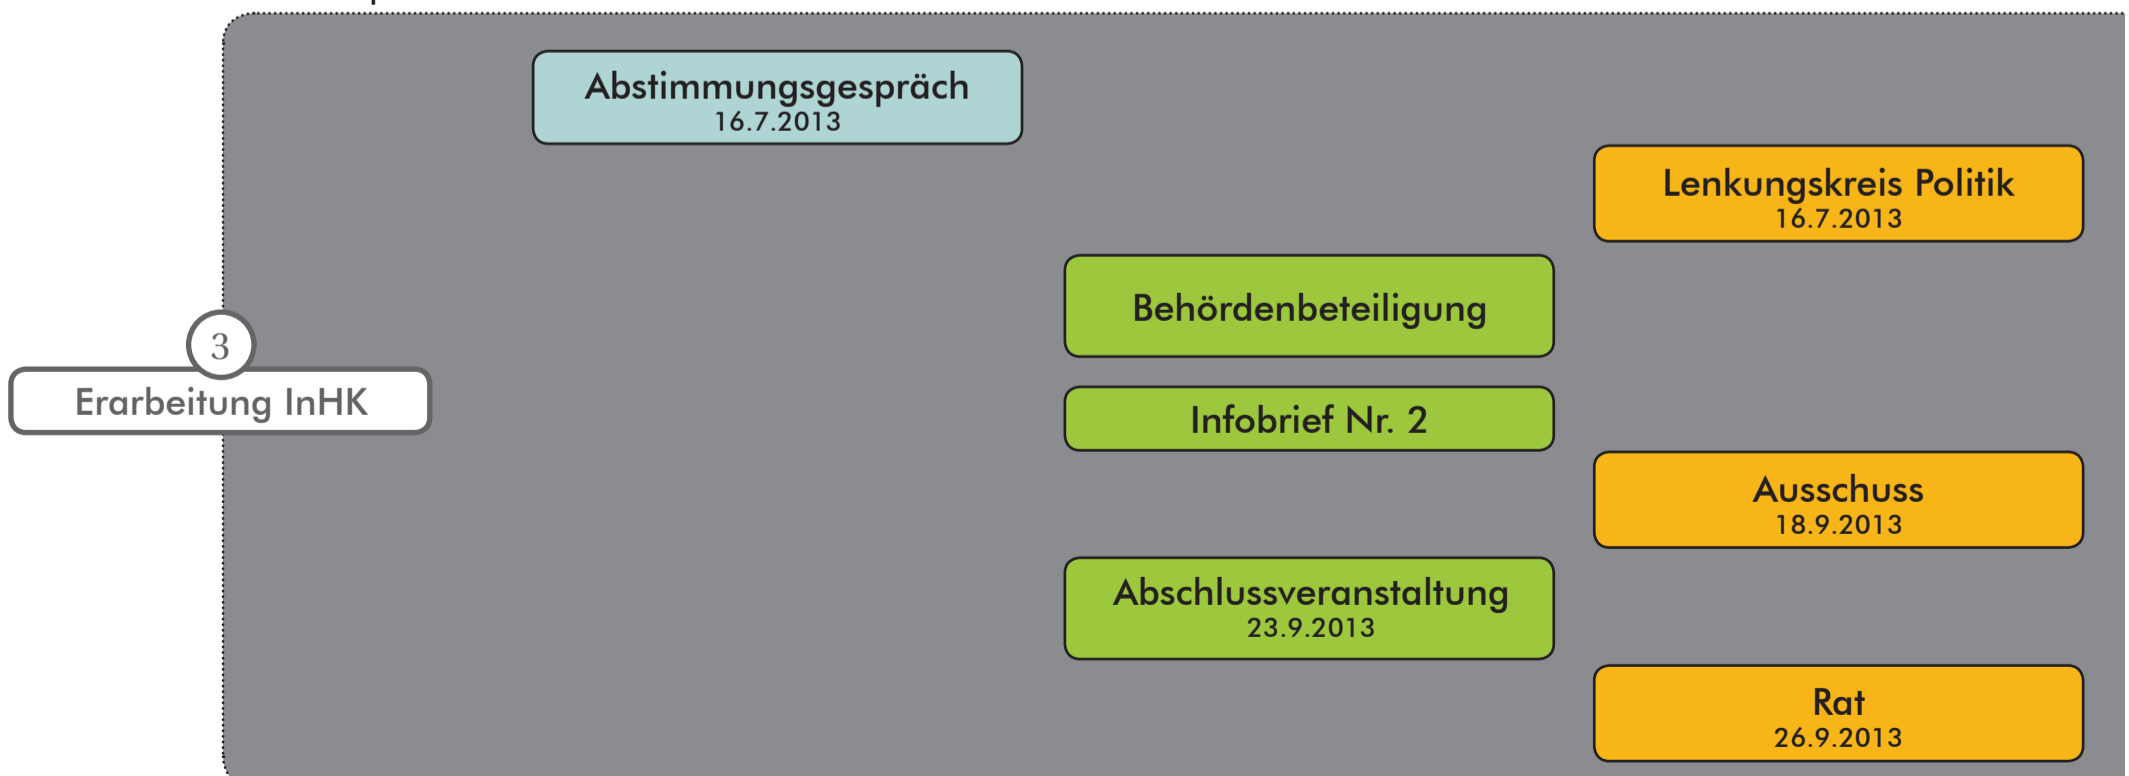 Abstimmungsgespräch
16.7.2013
Lenkungskreis Politik
16.7.2013
Behördenbeteiligung
3
Erarbeitung InHK
Infobrief Nr. 2
Ausschuss
18.9.2013
Abschlussveranstaltung
23.9.2013
Rat
26.9.2013